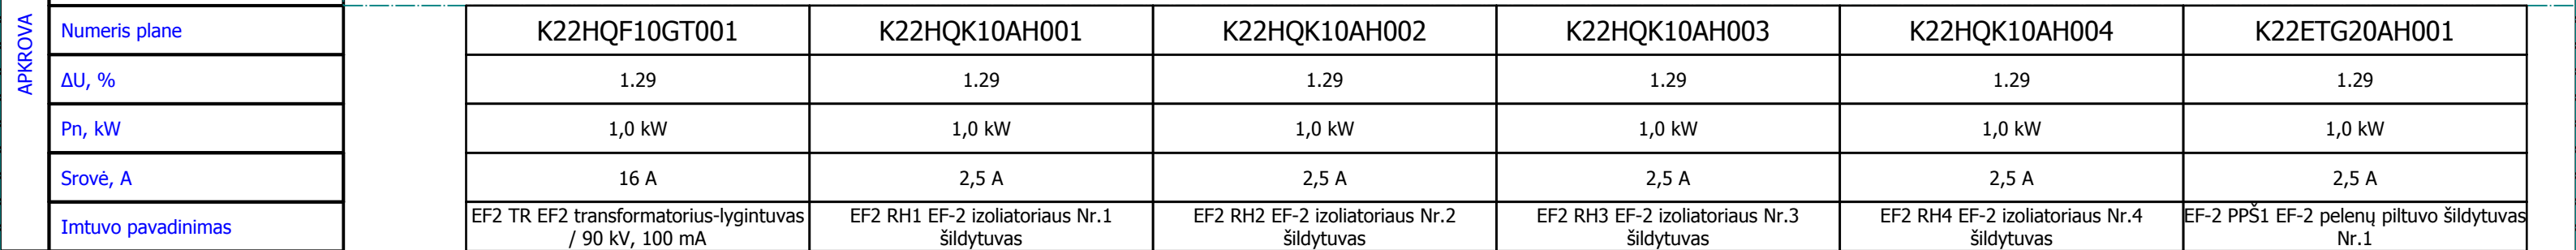 APKROVA
Numeris plane K22HQF10GT001 K22HQK10AH001 K22HQK10AH002 K22HQK10AH003 K22HQK10AH004 K22ETG20AH001
ΔU, % 1.29 1.29 1.29 1.29 1.29 1.29
Pn, kW 1,0 kW 1,0 kW 1,0 kW 1,0 kW 1,0 kW 1,0 kW
Srovė, A 16 A 2,5 A 2,5 A 2,5 A 2,5 A 2,5 A
Imtuvo pavadinimas
EF2 TR EF2 transformatorius-lygintuvas
/ 90 kV, 100 mA
EF2 RH1 EF-2 izoliatoriaus Nr.1
šildytuvas
EF2 RH2 EF-2 izoliatoriaus Nr.2
šildytuvas
EF2 RH3 EF-2 izoliatoriaus Nr.3
šildytuvas
EF2 RH4 EF-2 izoliatoriaus Nr.4
šildytuvas
EF-2 PPŠ1 EF-2 pelenų piltuvo šildytuvas
Nr.1